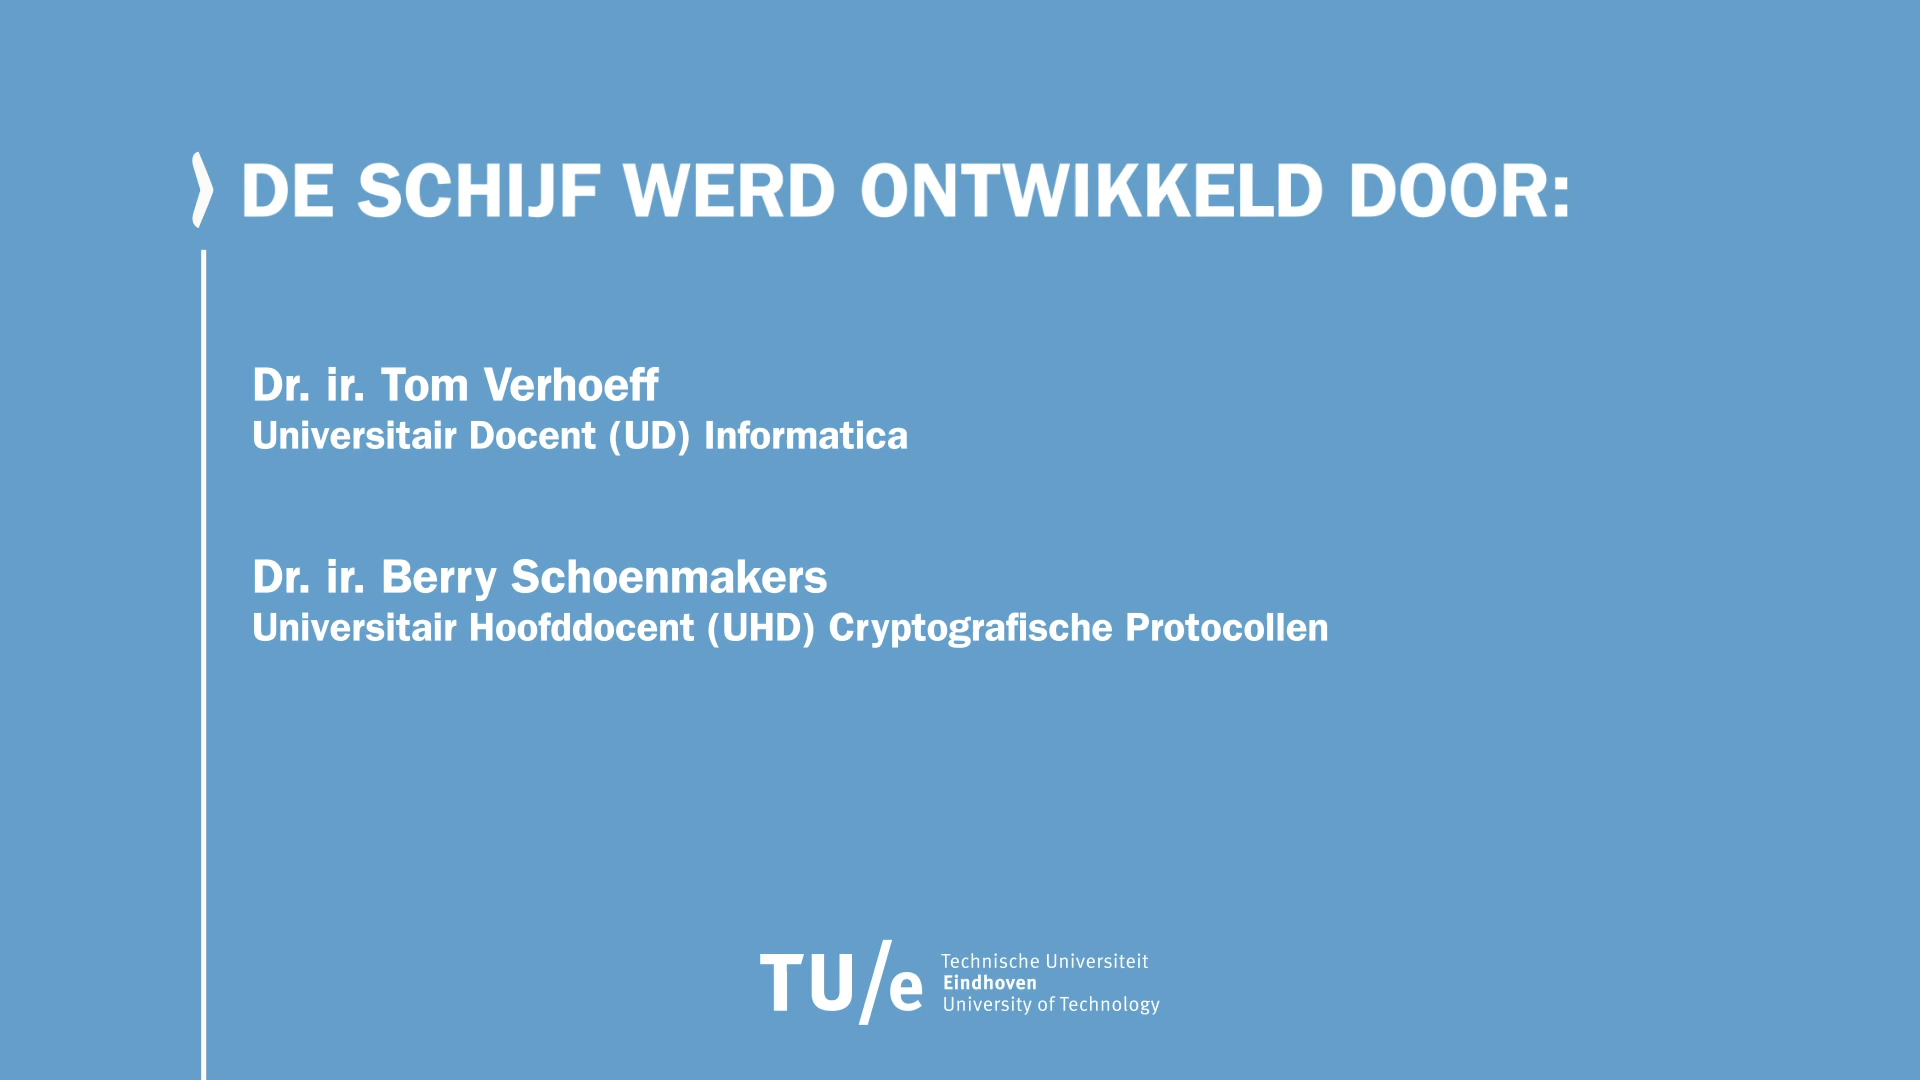 DE SCHIJF WERD ONTWIKKELD DOOR:
Dr. ir. Tom Verhoeff
Universitair Docent (UD) Informatica
Dr. ir. Berry Schoenmakers
Universitair Hoofddocent (UHD) Cryptografische Protocollen
TU/e
Technische Universiteit
Eindhoven
University of Technology